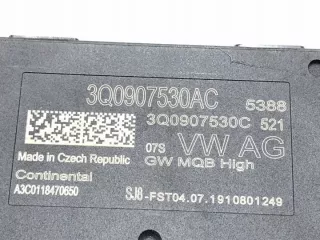 3Q0907530AC 5388
3Q0907530C 521
07S VW AG
Made in Czech Republic GW MQB High
Continental
A3C0118470650 SJ8-FST04.07.1910801249